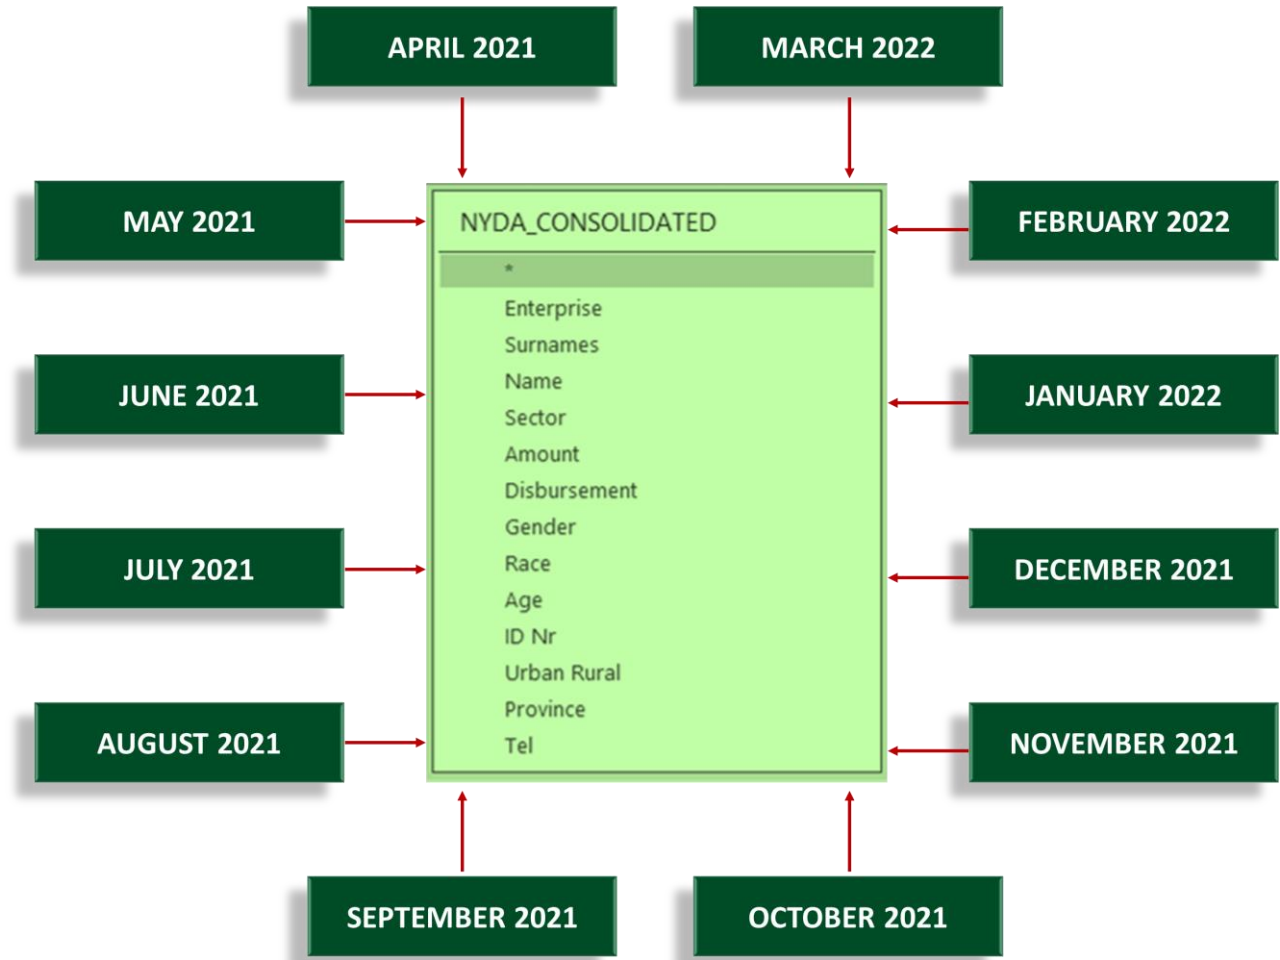 APRIL 2021
MARCH 2022
MAY 2021
FEBRUARY 2022
JUNE 2021
JANUARY 2022
JULY 2021
DECEMBER 2021
AUGUST 2021
NOVEMBER 2021
SEPTEMBER 2021
OCTOBER 2021
NYDA_CONSOLIDATED
*
Enterprise
Surnames
Name
Sector
Amount
Disbursement
Gender
Race
Age
ID Nr
Urban Rural
Province
Tel